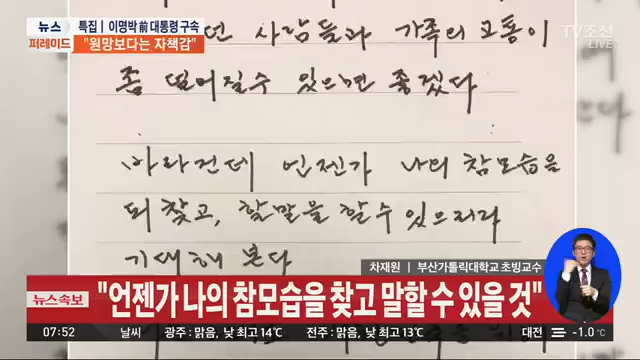 뉴스
퍼레이드
특집 | 이명박 前 대통령 구속
"원망보다는 자책감"
TV조선
LIVE
던 사람들과 가족의 고통이
좀 덜어질수 있으면 좋겠다
바라건데 언젠가 나의 참모습을
되찾고, 할말을 할 수 있으리라
기대해 본다
차재원 | 부산가톨릭대학교 초빙교수
뉴스속보
"언젠가 나의 참모습을 찾고 말할 수 있을 것"
07:52 날씨 광주 : 맑음, 낮 최고 14℃ 전주 : 맑음, 낮 최고 13℃ 대전 -1.0℃